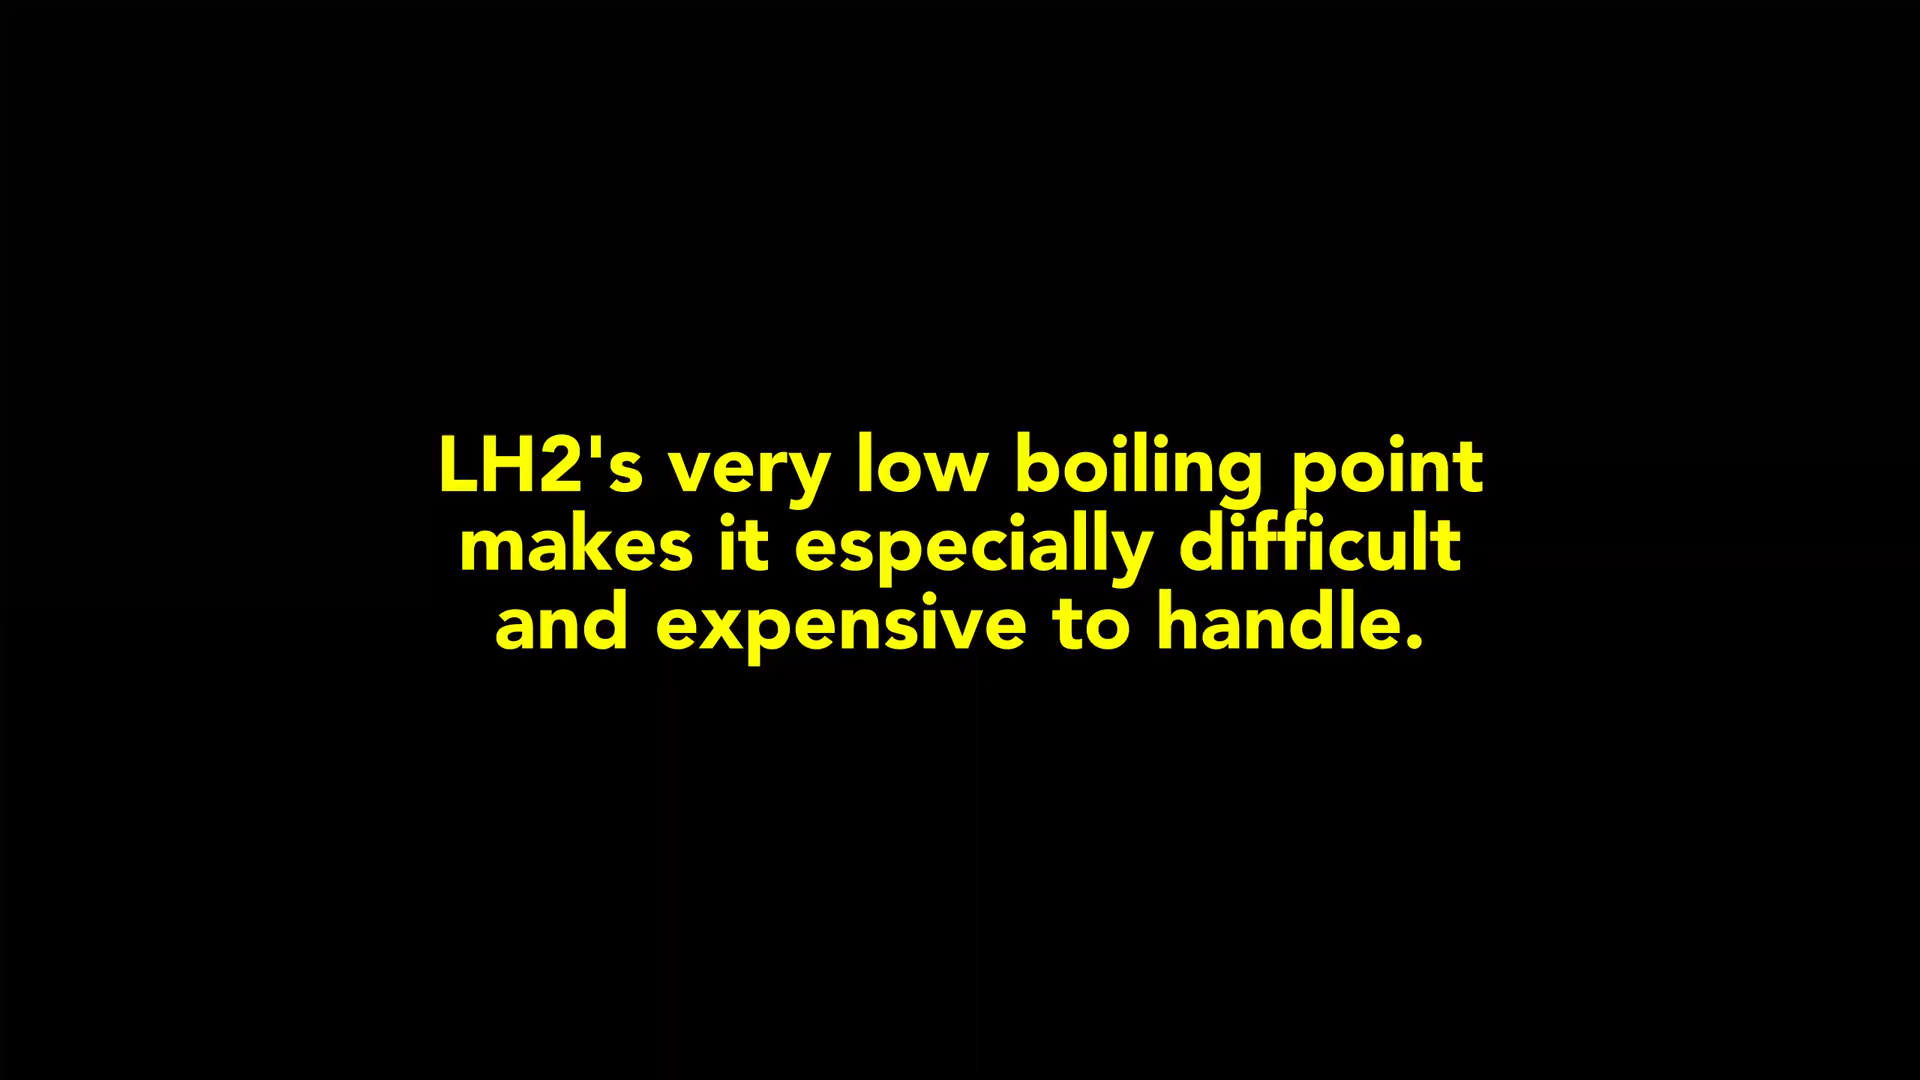 LH2's very low boiling point
makes it especially difficult
and expensive to handle.